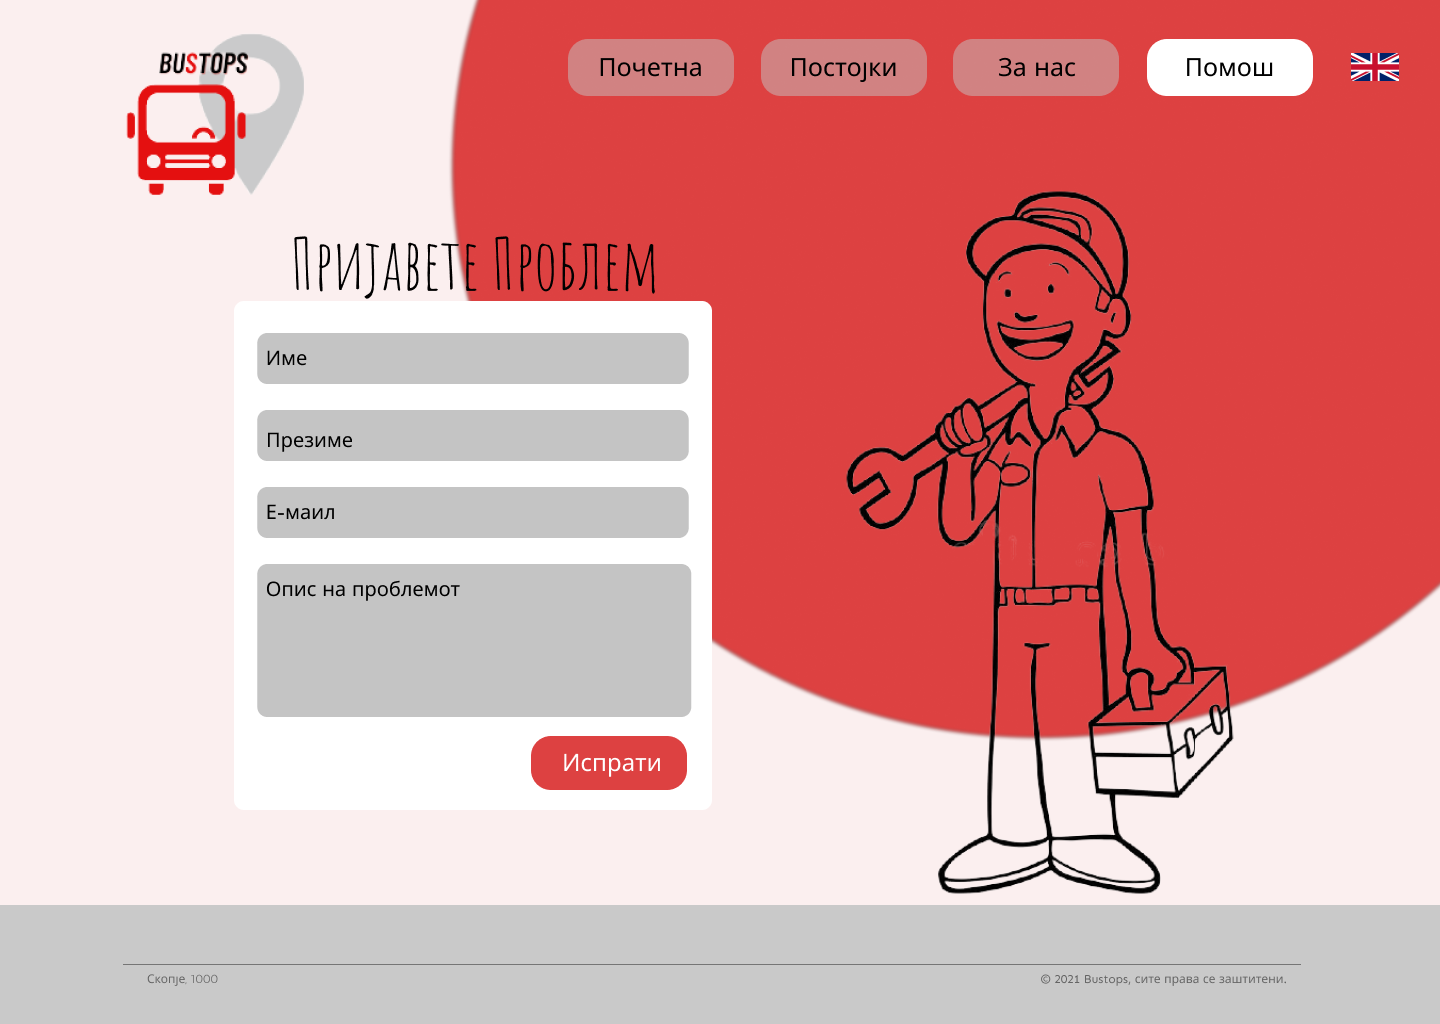 BUSTOPS
Почетна
Постојки
За нас
Помош
Пријавете Проблем
Име
Презиме
Е-маил
Опис на проблемот
Испрати
Скопје, 1000
© 2021 Bustops, сите права се заштитени.